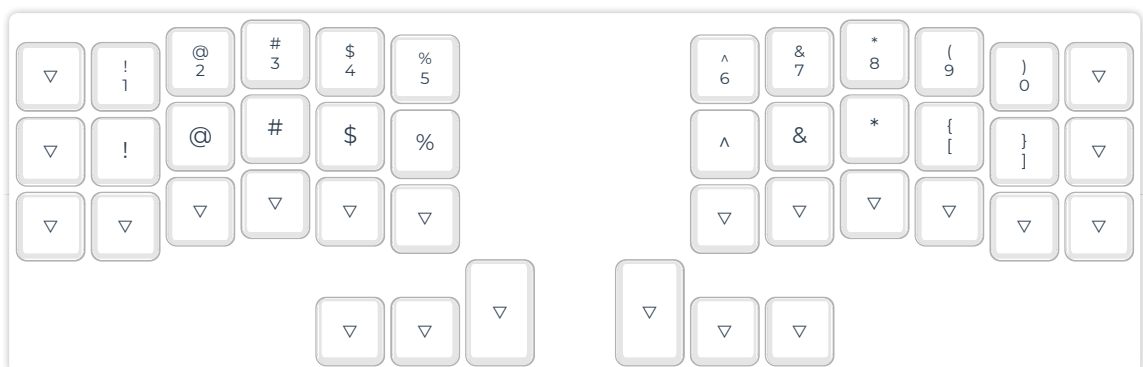 ! @ # $ % ^ & * ( )
1 2 3 4 5 6 7 8 9 0
! @ # $ % ^ & * { }
[ ]